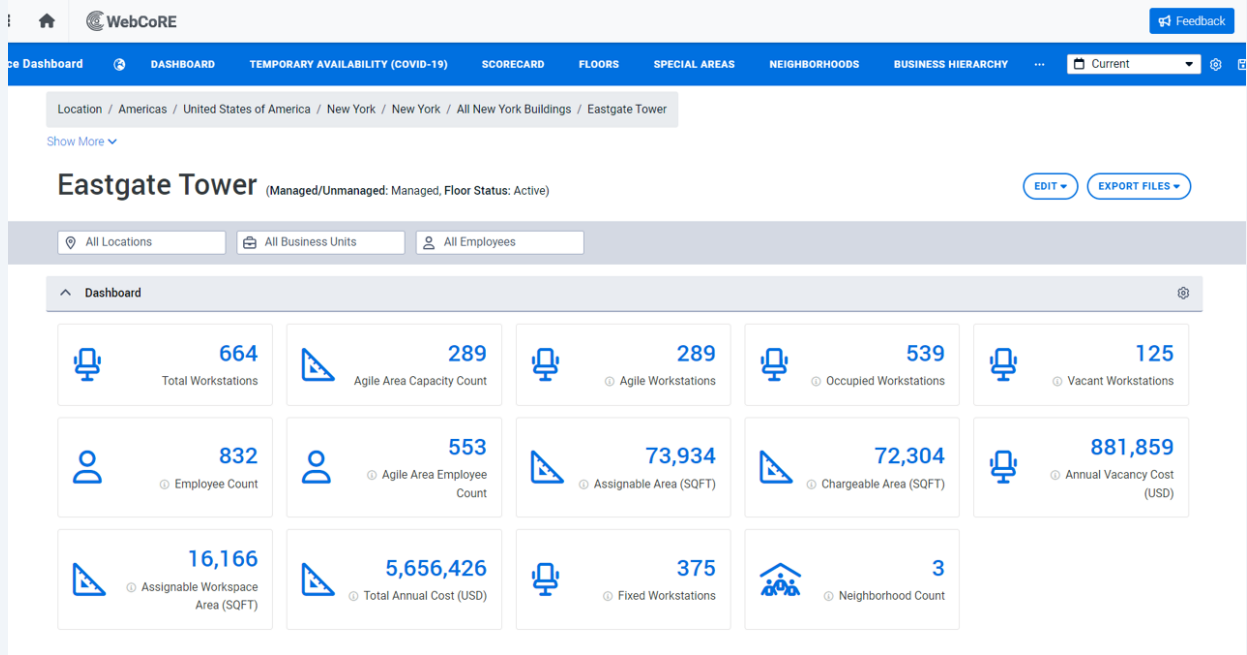 WebCoRE
Feedback
ce Dashboard
DASHBOARD
TEMPORARY AVAILABILITY (COVID-19)
SCORECARD
FLOORS
SPECIAL AREAS
NEIGHBORHOODS
BUSINESS HIERARCHY
...
Current
Location / Americas / United States of America / New York / New York / All New York Buildings / Eastgate Tower
Show More
Eastgate Tower (Managed/Unmanaged: Managed, Floor Status: Active)
EDIT
EXPORT FILES
All Locations
All Business Units
All Employees
Dashboard
664
Total Workstations
289
Agile Area Capacity Count
289
Agile Workstations
539
Occupied Workstations
125
Vacant Workstations
832
Employee Count
553
Agile Area Employee
Count
73,934
Assignable Area (SQFT)
72,304
Chargeable Area (SQFT)
881,859
Annual Vacancy Cost
(USD)
16,166
Assignable Workspace
Area (SQFT)
5,656,426
Total Annual Cost (USD)
375
Fixed Workstations
3
Neighborhood Count